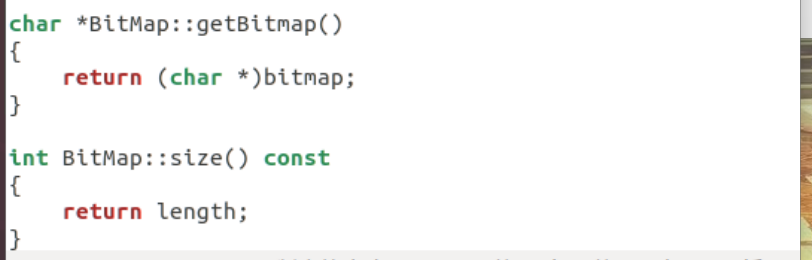 char *BitMap::getBitmap()
{
    return (char *)bitmap;
}

int BitMap::size() const
{
    return length;
}